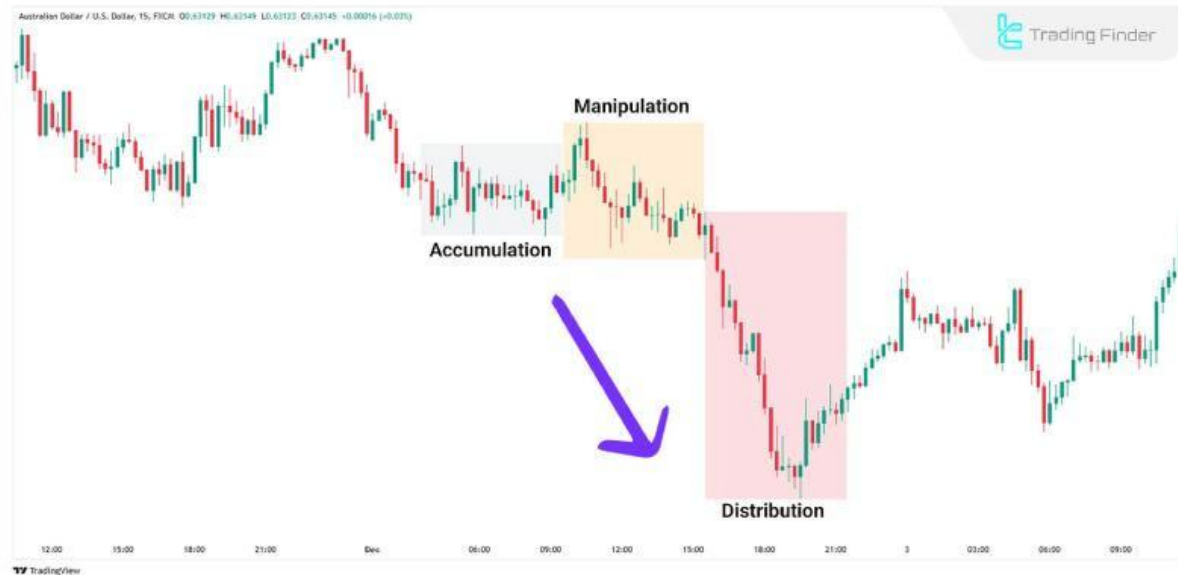 Australian Dollar / U.S. Dollar, 15, FXCM O0.63129 H0.63149 L0.63123 C0.63145 +0.00016 (+0.03%)
Trading Finder
Manipulation
Accumulation
Distribution
12:00 15:00 18:00 21:00 Dec 06:00 09:00 12:00 15:00 18:00 21:00 3 03:00 06:00 09:00
TradingView